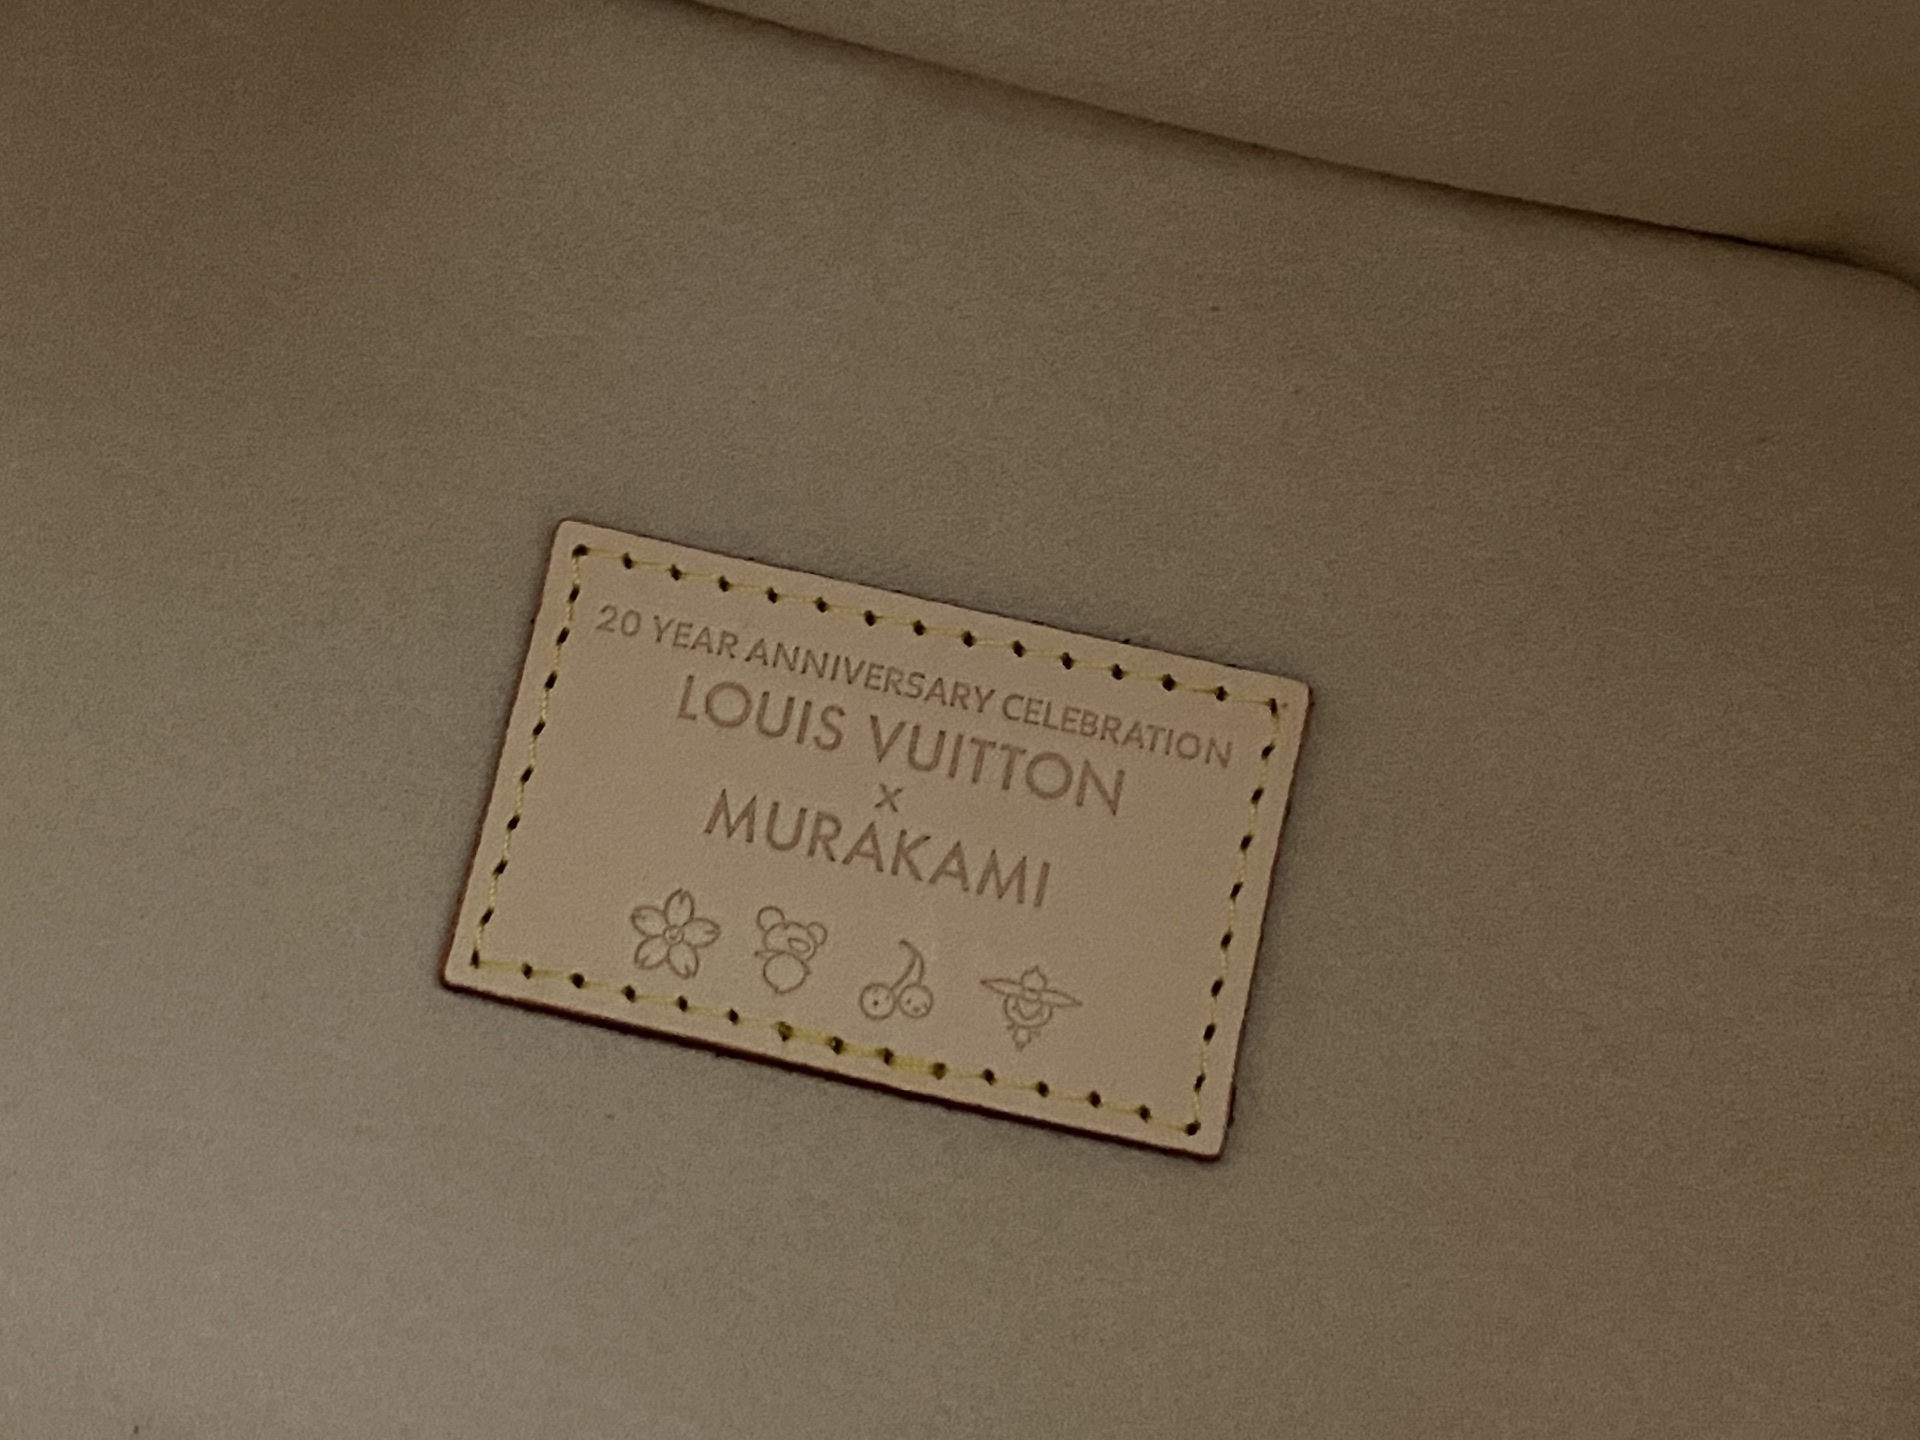 20 YEAR ANNIVERSARY CELEBRATION
LOUIS VUITTON
x
MURAKAMI